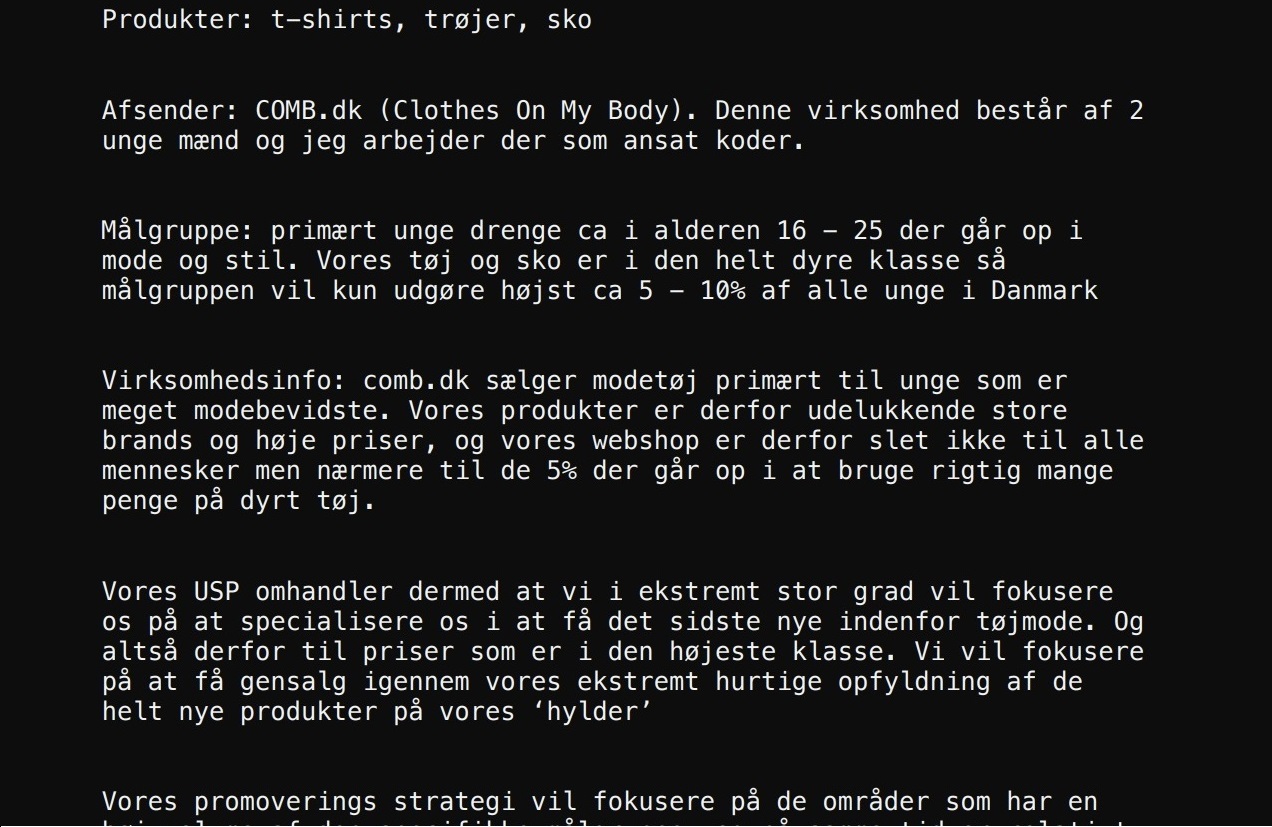 Produkter: t-shirts, trøjer, sko
Afsender: COMB.dk (Clothes On My Body). Denne virksomhed består af 2
unge mænd og jeg arbejder der som ansat koder.
Målgruppe: primært unge drenge ca i alderen 16 – 25 der går op i
mode og stil. Vores tøj og sko er i den helt dyre klasse så
målgruppen vil kun udgøre højst ca 5 – 10% af alle unge i Danmark
Virksomhedsinfo: comb.dk sælger modetøj primært til unge som er
meget modebevidste. Vores produkter er derfor udelukkende store
brands og høje priser, og vores webshop er derfor slet ikke til alle
mennesker men nærmere til de 5% der går op i at bruge rigtig mange
penge på dyrt tøj.
Vores USP omhandler dermed at vi i ekstremt stor grad vil fokusere
os på at specialisere os i at få det sidste nye indenfor tøjmode. Og
altså derfor til priser som er i den højeste klasse. Vi vil fokusere
på at få gensalg igennem vores ekstremt hurtige opfyldning af de
helt nye produkter på vores ‘hylder’
Vores promoverings strategi vil fokusere på de områder som har en